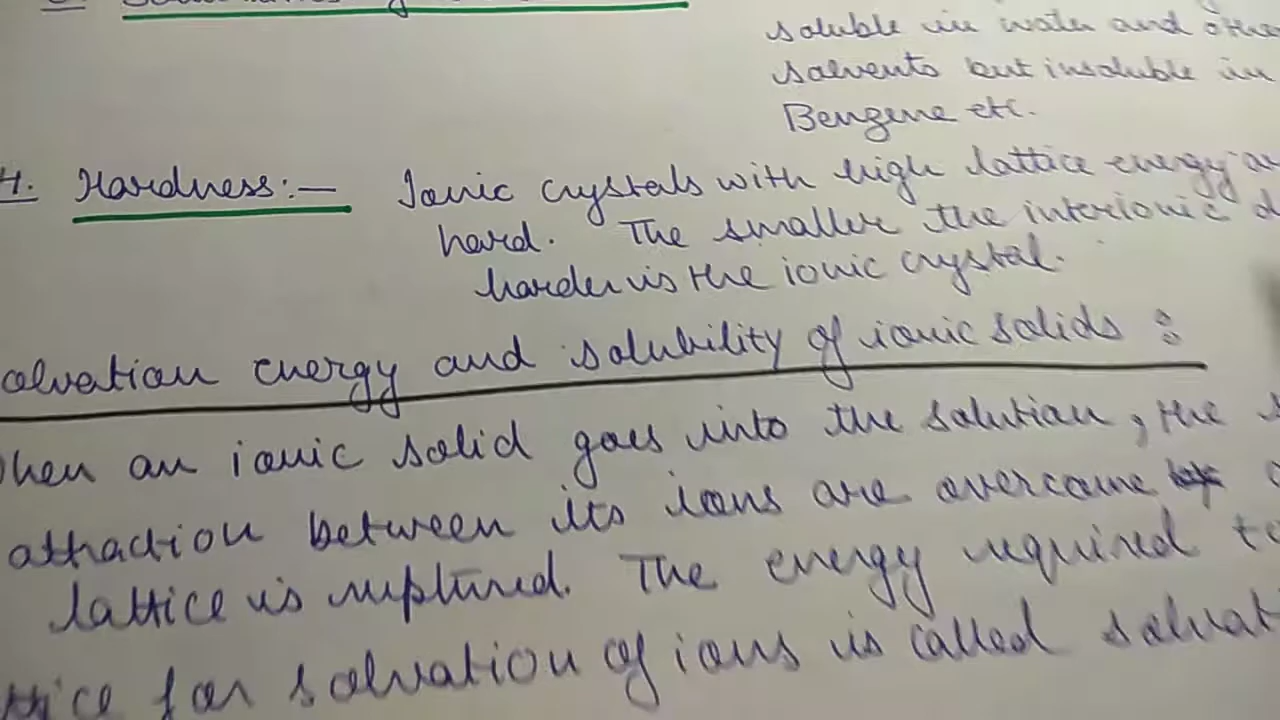 soluble in water and other
solvents but insoluble in
Benzene etc.
4. Hardness:— Ionic crystals with high lattice energy
hard. The smaller the interionic
harder is the ionic crystal.
olvation energy and solubility of ionic solids :
hen an ionic solid goes into the solution, the
attraction between its ions are overcome
lattice is ruptured. The energy required
ttice for solvation of ions is called solvat